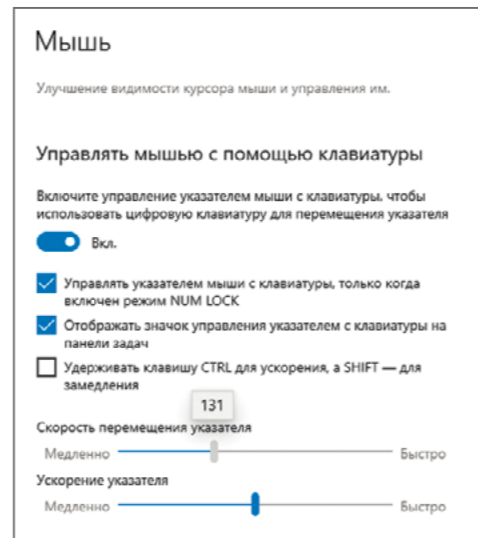 Мышь
Улучшение видимости курсора мыши и управления им.
Управлять мышью с помощью клавиатуры
Включите управление указателем мыши с клавиатуры, чтобы
использовать цифровую клавиатуру для перемещения указателя
Вкл.
Управлять указателем мыши с клавиатуры, только когда
включен режим NUM LOCK
Отображать значок управления указателем с клавиатуры на
панели задач
Удерживать клавишу CTRL для ускорения, а SHIFT — для
замедления
131
Скорость перемещения указателя
Медленно Быстро
Ускорение указателя
Медленно Быстро